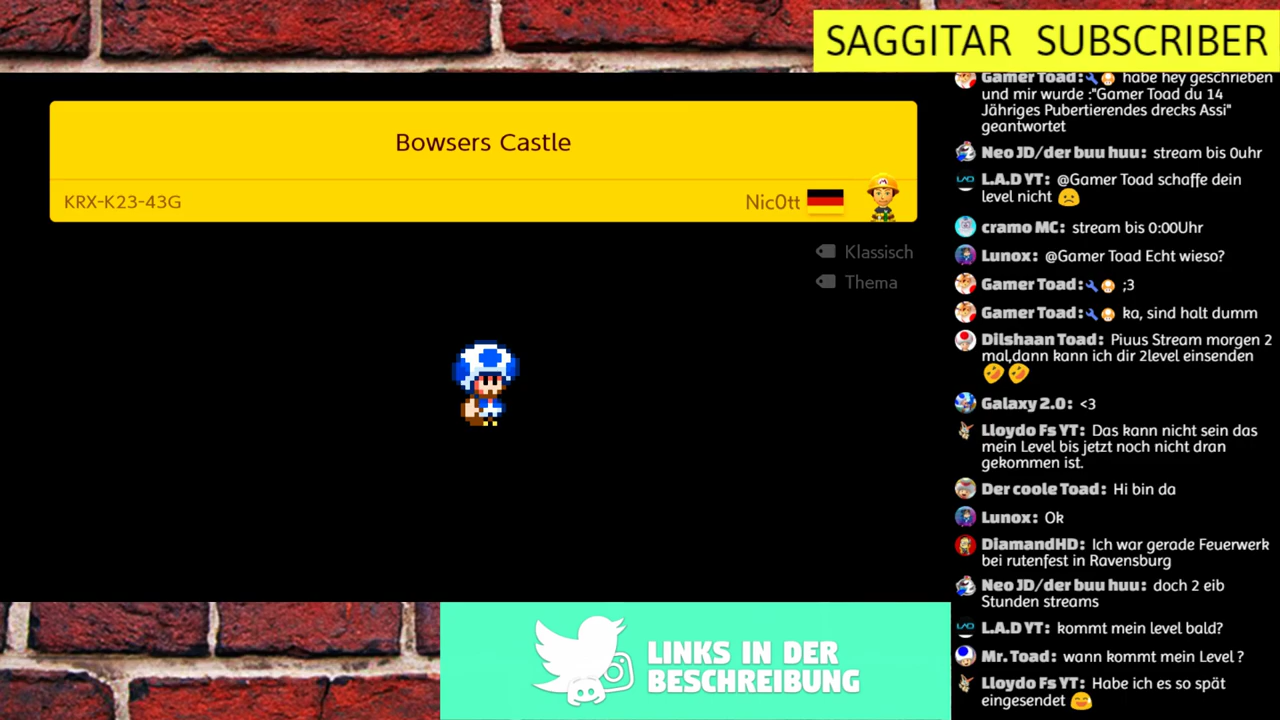 SAGGITAR SUBSCRIBER
Bowsers Castle
KRX-K23-43G
Nic0tt
Klassisch
Thema
Gamer Toad: habe hey geschrieben
und mir wurde :"Gamer Toad du 14
Jähriges Pubertierendes drecks Assi"
geantwortet
Neo JD/der buu huu: stream bis 0uhr
L.A.D YT: @Gamer Toad schaffe dein
level nicht ☹️
cramo MC: stream bis 0:00Uhr
Lunox: @Gamer Toad Echt wieso?
Gamer Toad: ;3
Gamer Toad: ka, sind halt dumm
Dilshaan Toad: Piuus Stream morgen 2
mal,dann kann ich dir 2level einsenden
🤣🤣
Galaxy 2.0: <3
Lloydo Fs YT: Das kann nicht sein das
mein Level bis jetzt noch nicht dran
gekommen ist.
Der coole Toad: Hi bin da
Lunox: Ok
DiamandHD: Ich war gerade Feuerwerk
bei rutenfest in Ravensburg
Neo JD/der buu huu: doch 2 eib
Stunden streams
L.A.D YT: kommt mein level bald?
Mr. Toad: wann kommt mein Level ?
Lloydo Fs YT: Habe ich es so spät
eingesendet 😄
LINKS IN DER
BESCHREIBUNG